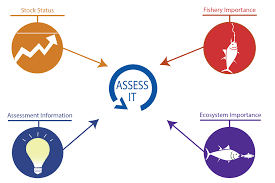 Stock Status
Fishery Importance
ASSESS
IT
Assessment Information
Ecosystem Importance